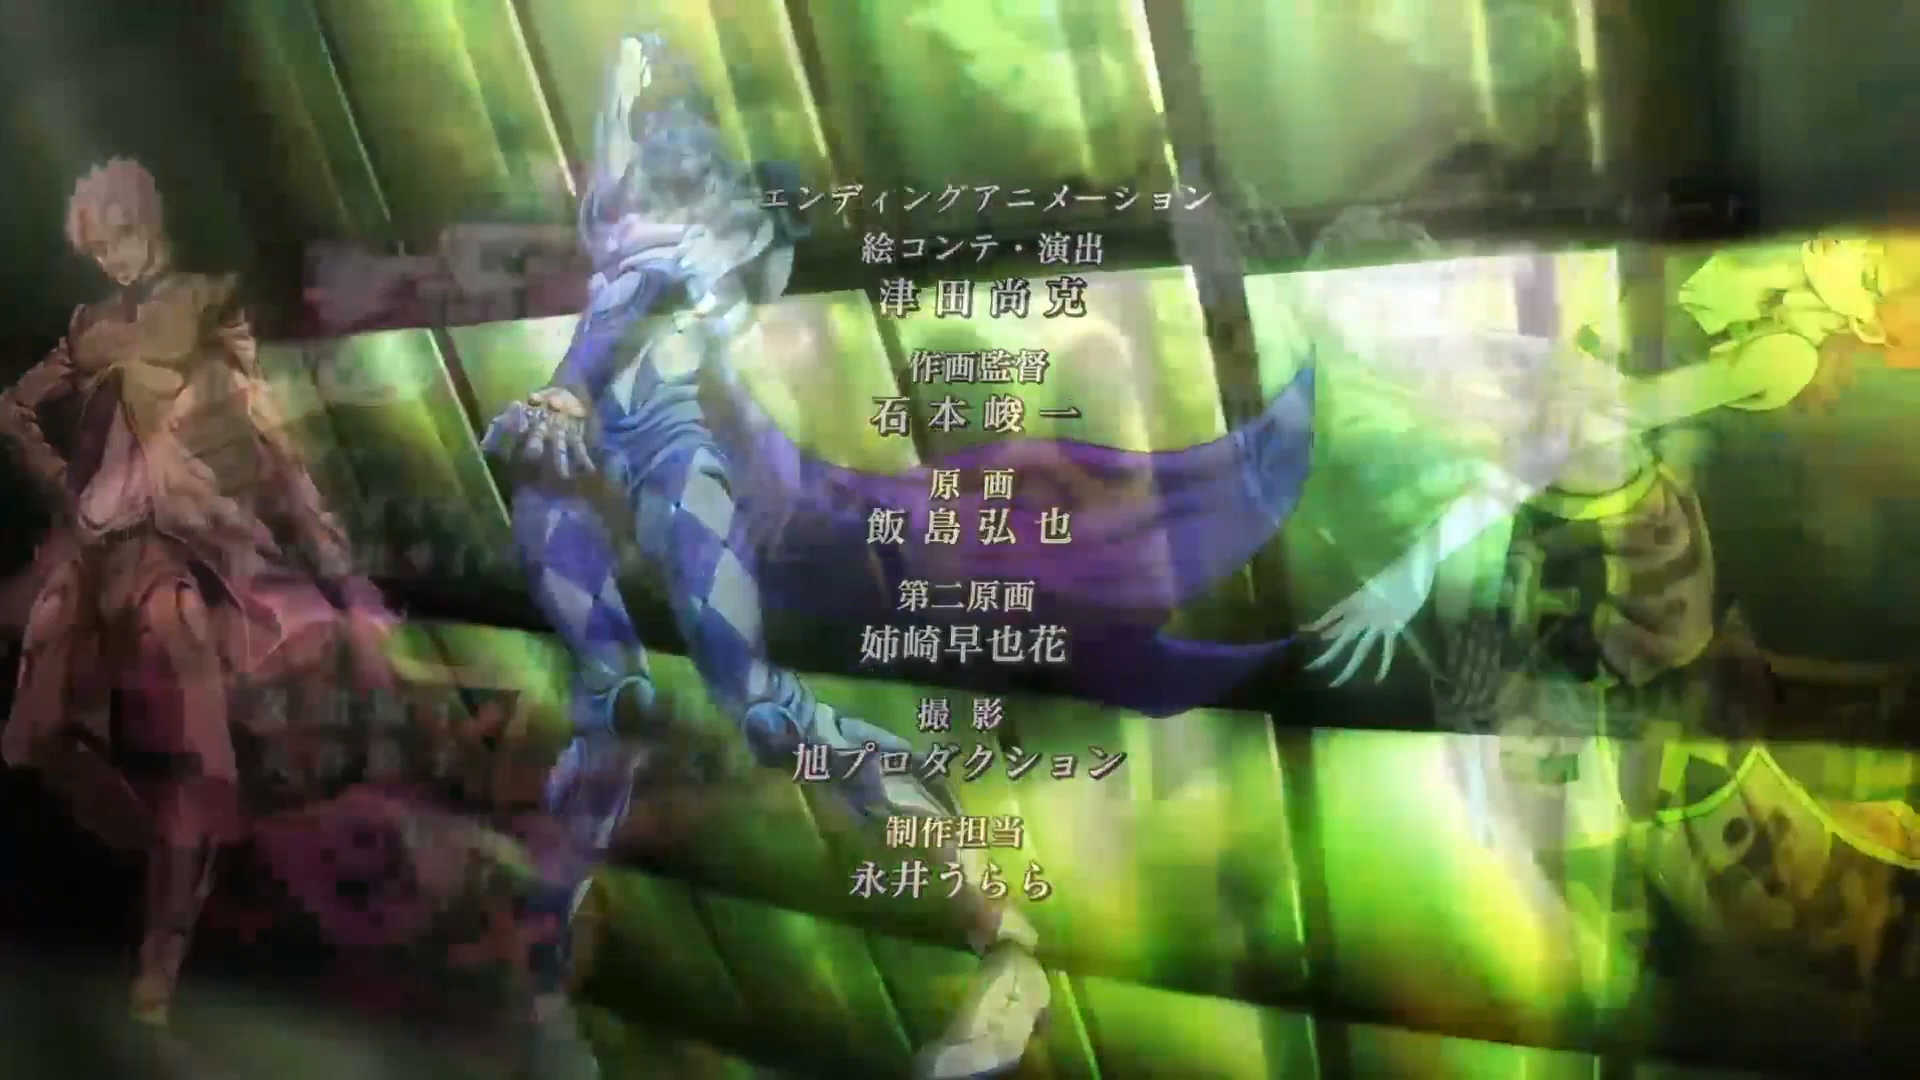 エンディングアニメーション
絵コンテ・演出
津田尚克
作画監督
石本峻一
原画
飯島弘也
第二原画
姉崎早也花
撮影
旭プロダクション
制作担当
永井うらら